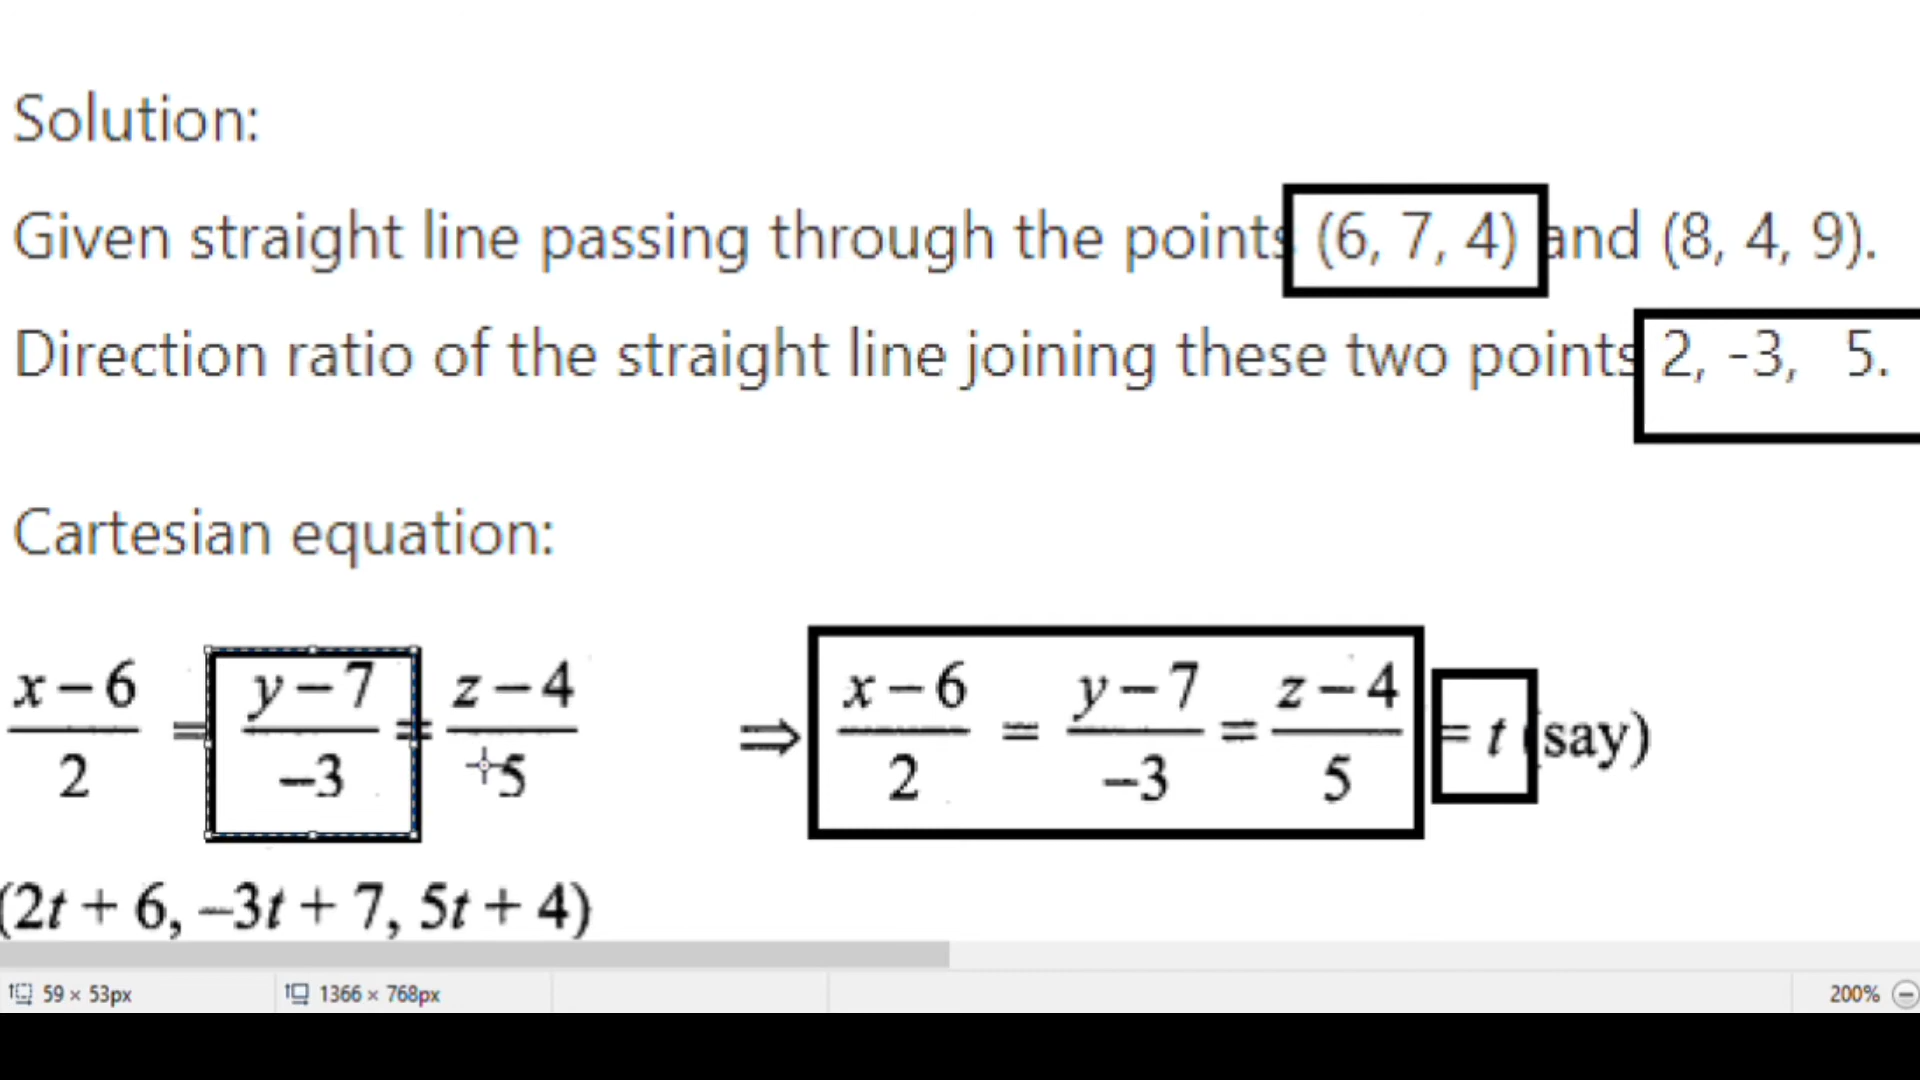 Solution:
Given straight line passing through the points (6, 7, 4) and (8, 4, 9).
Direction ratio of the straight line joining these two points 2, -3, 5.
Cartesian equation:
x – 6 / 2 = y – 7 / –3 = z – 4 / 5 ⇒ x – 6 / 2 = y – 7 / –3 = z – 4 / 5 = t (say)
(2t + 6, –3t + 7, 5t + 4)
59 × 53px 1366 × 768px 200%